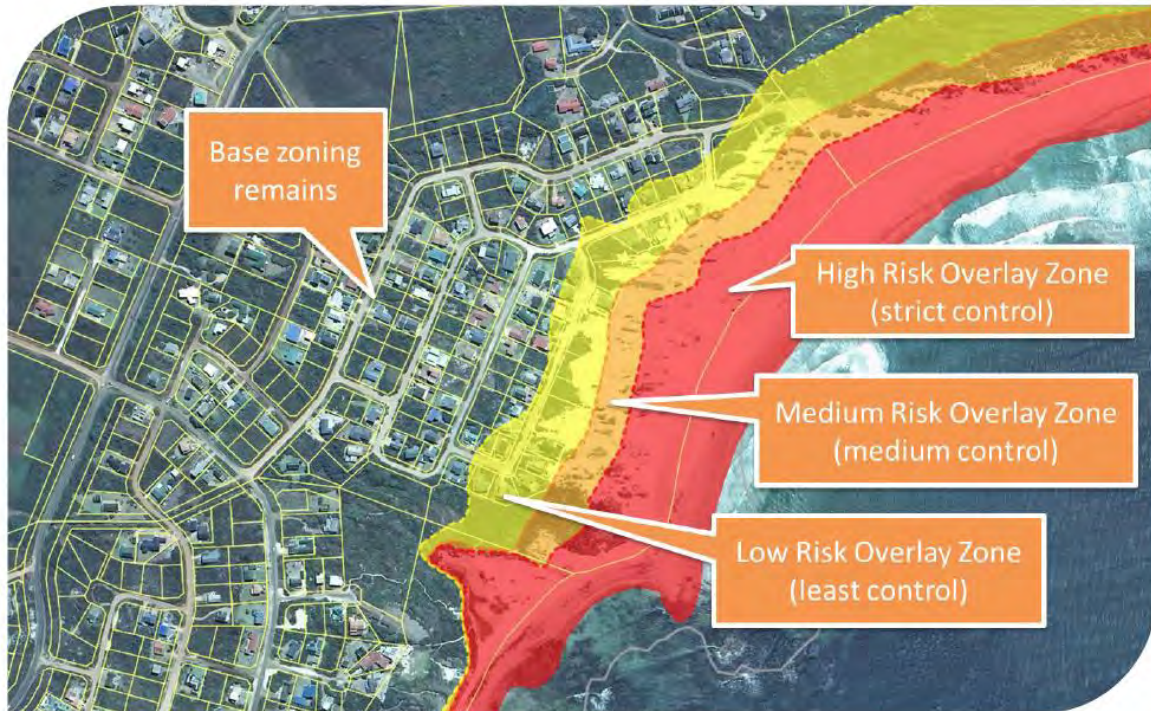 Base zoning
remains
High Risk Overlay Zone
(strict control)
Medium Risk Overlay Zone
(medium control)
Low Risk Overlay Zone
(least control)